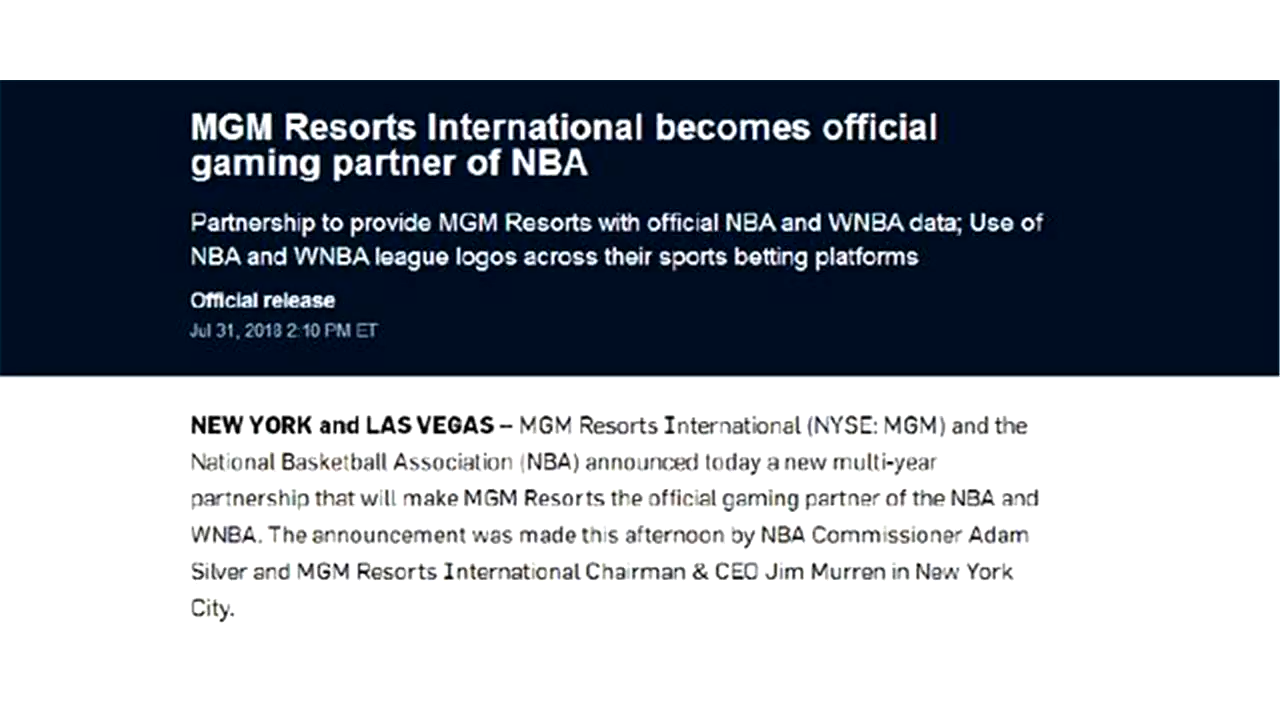 MGM Resorts International becomes official
gaming partner of NBA
Partnership to provide MGM Resorts with official NBA and WNBA data; Use of
NBA and WNBA league logos across their sports betting platforms
Official release
Jul 31, 2018 2:10 PM ET
NEW YORK and LAS VEGAS – MGM Resorts International (NYSE: MGM) and the
National Basketball Association (NBA) announced today a new multi-year
partnership that will make MGM Resorts the official gaming partner of the NBA and
WNBA. The announcement was made this afternoon by NBA Commissioner Adam
Silver and MGM Resorts International Chairman & CEO Jim Murren in New York
City.